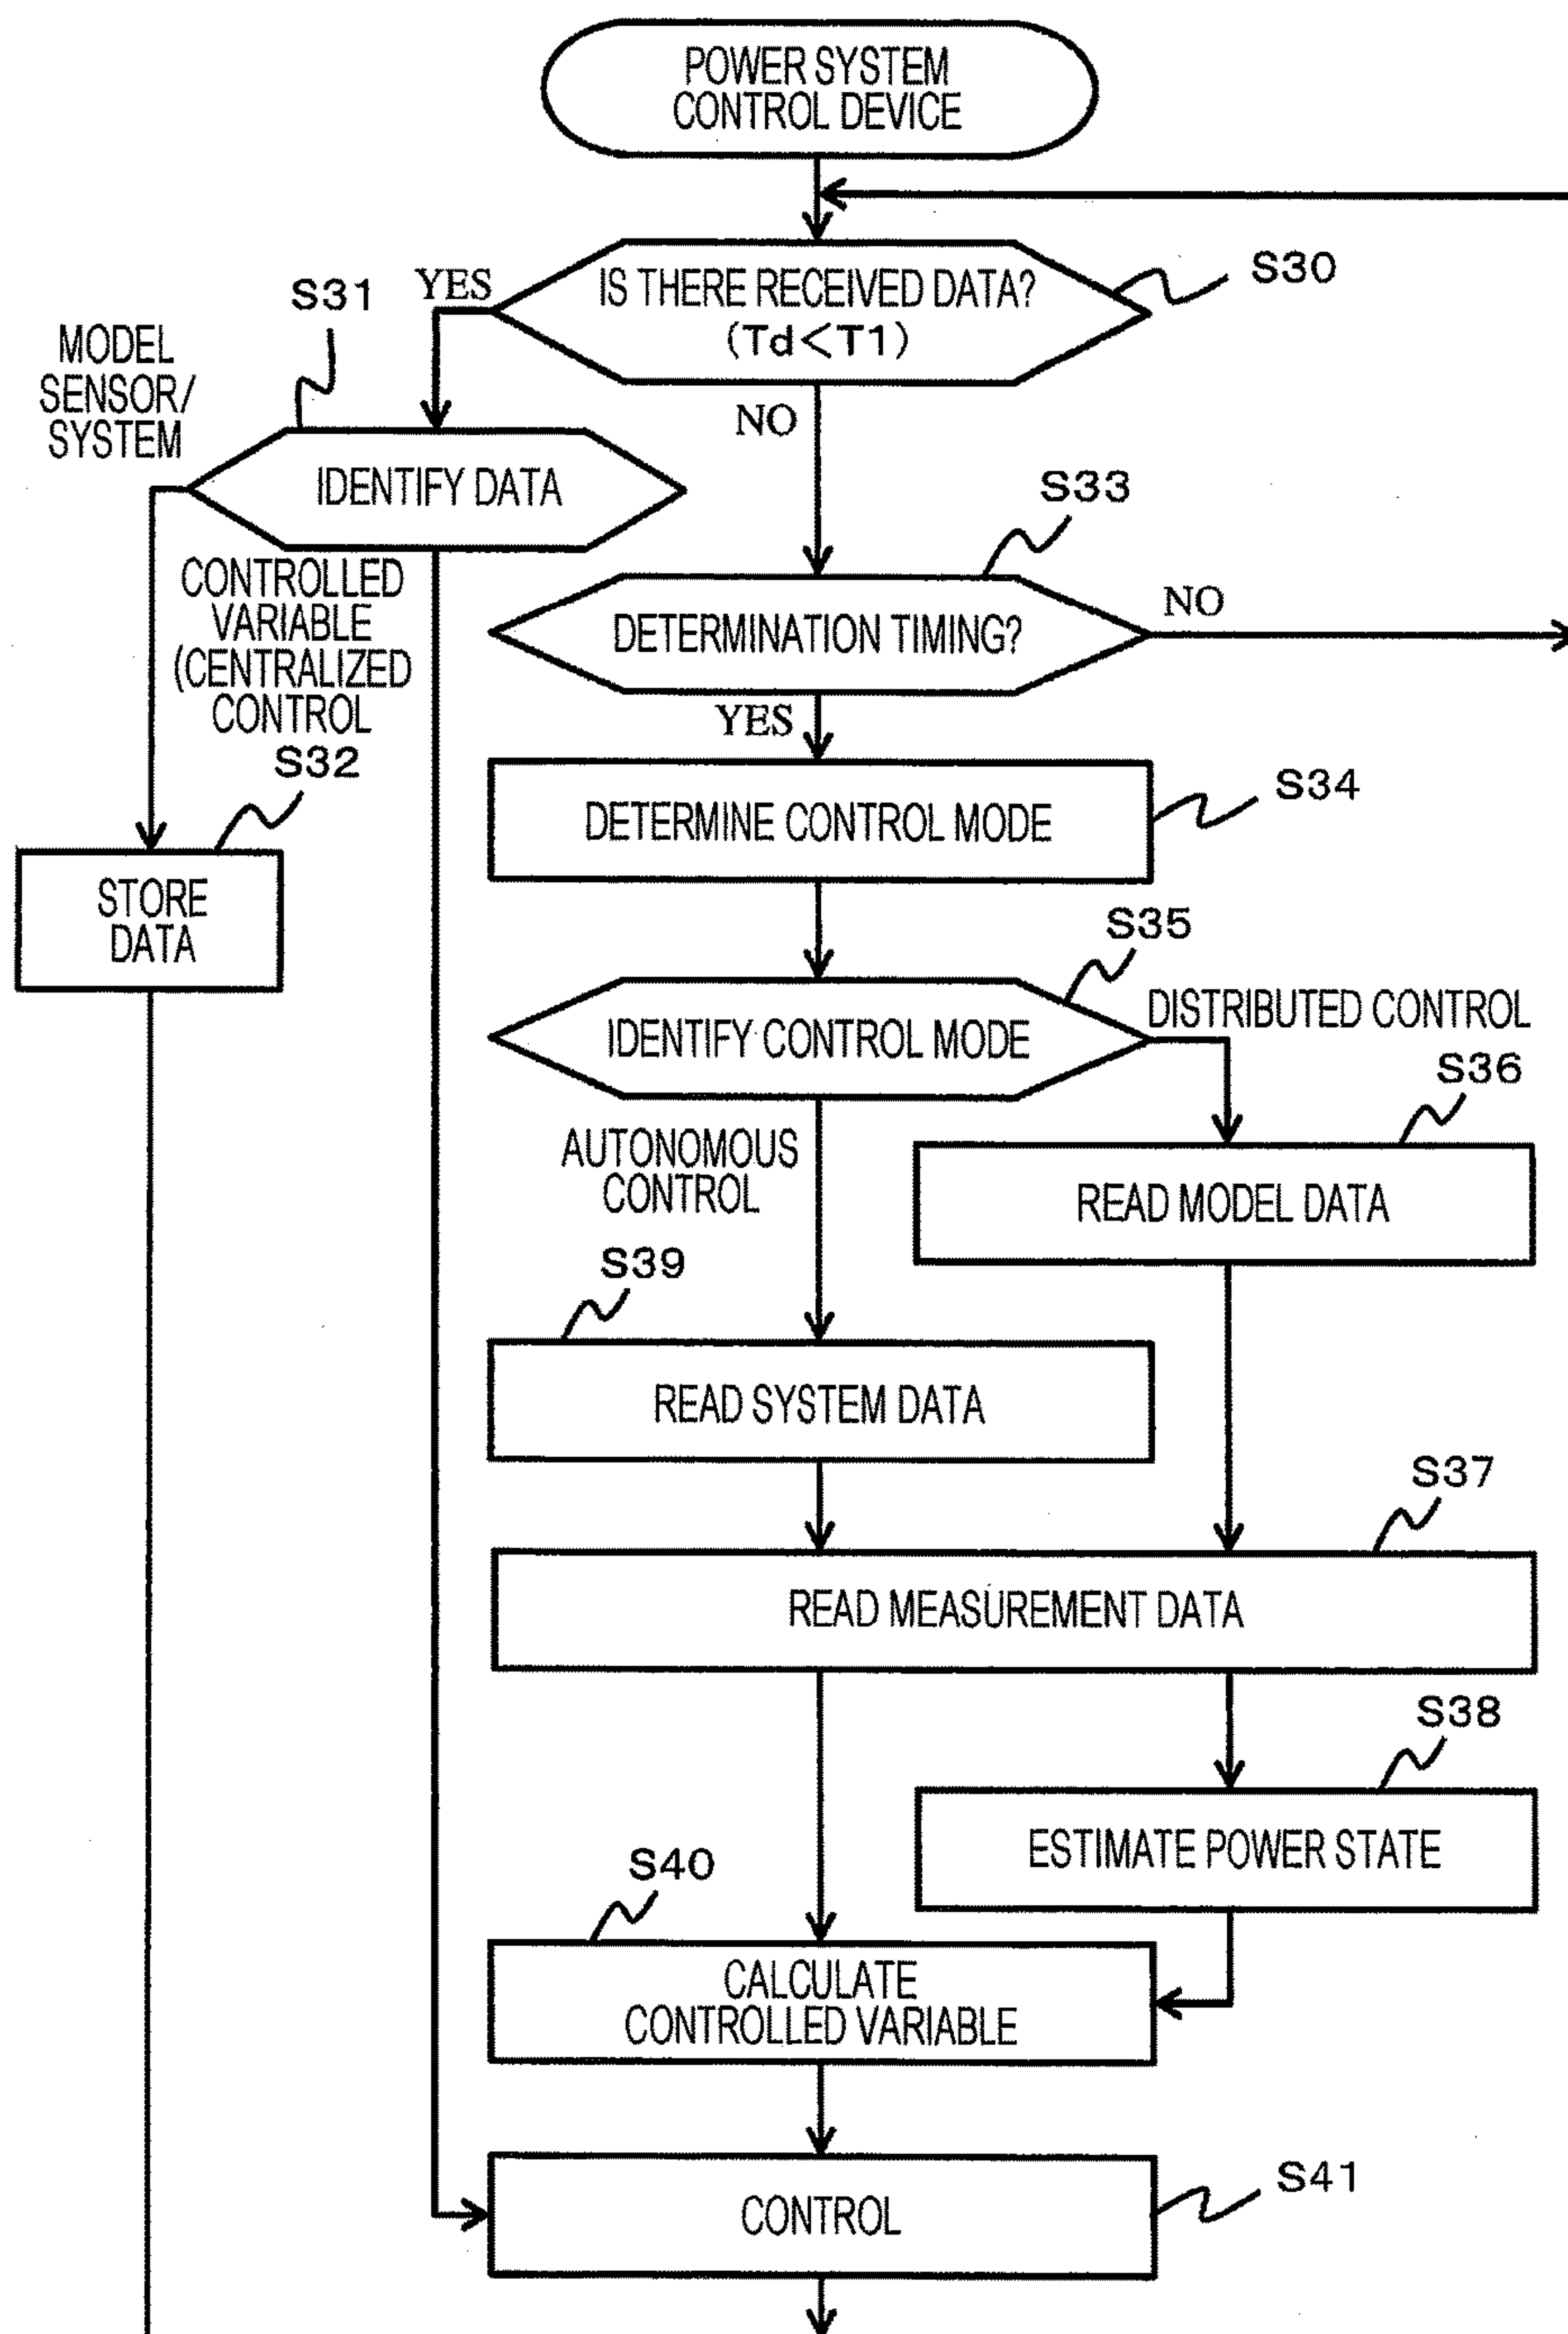 POWER SYSTEM
CONTROL DEVICE
S30
IS THERE RECEIVED DATA?
(Td<T1)
YES
S31
MODEL
SENSOR/
SYSTEM
NO
IDENTIFY DATA
S33
DETERMINATION TIMING?
NO
CONTROLLED
VARIABLE
(CENTRALIZED
CONTROL
YES
S32
S34
DETERMINE CONTROL MODE
STORE
DATA
S35
DISTRIBUTED CONTROL
IDENTIFY CONTROL MODE
S36
AUTONOMOUS
CONTROL
READ MODEL DATA
S39
READ SYSTEM DATA
S37
READ MEASUREMENT DATA
S38
ESTIMATE POWER STATE
S40
CALCULATE
CONTROLLED VARIABLE
S41
CONTROL